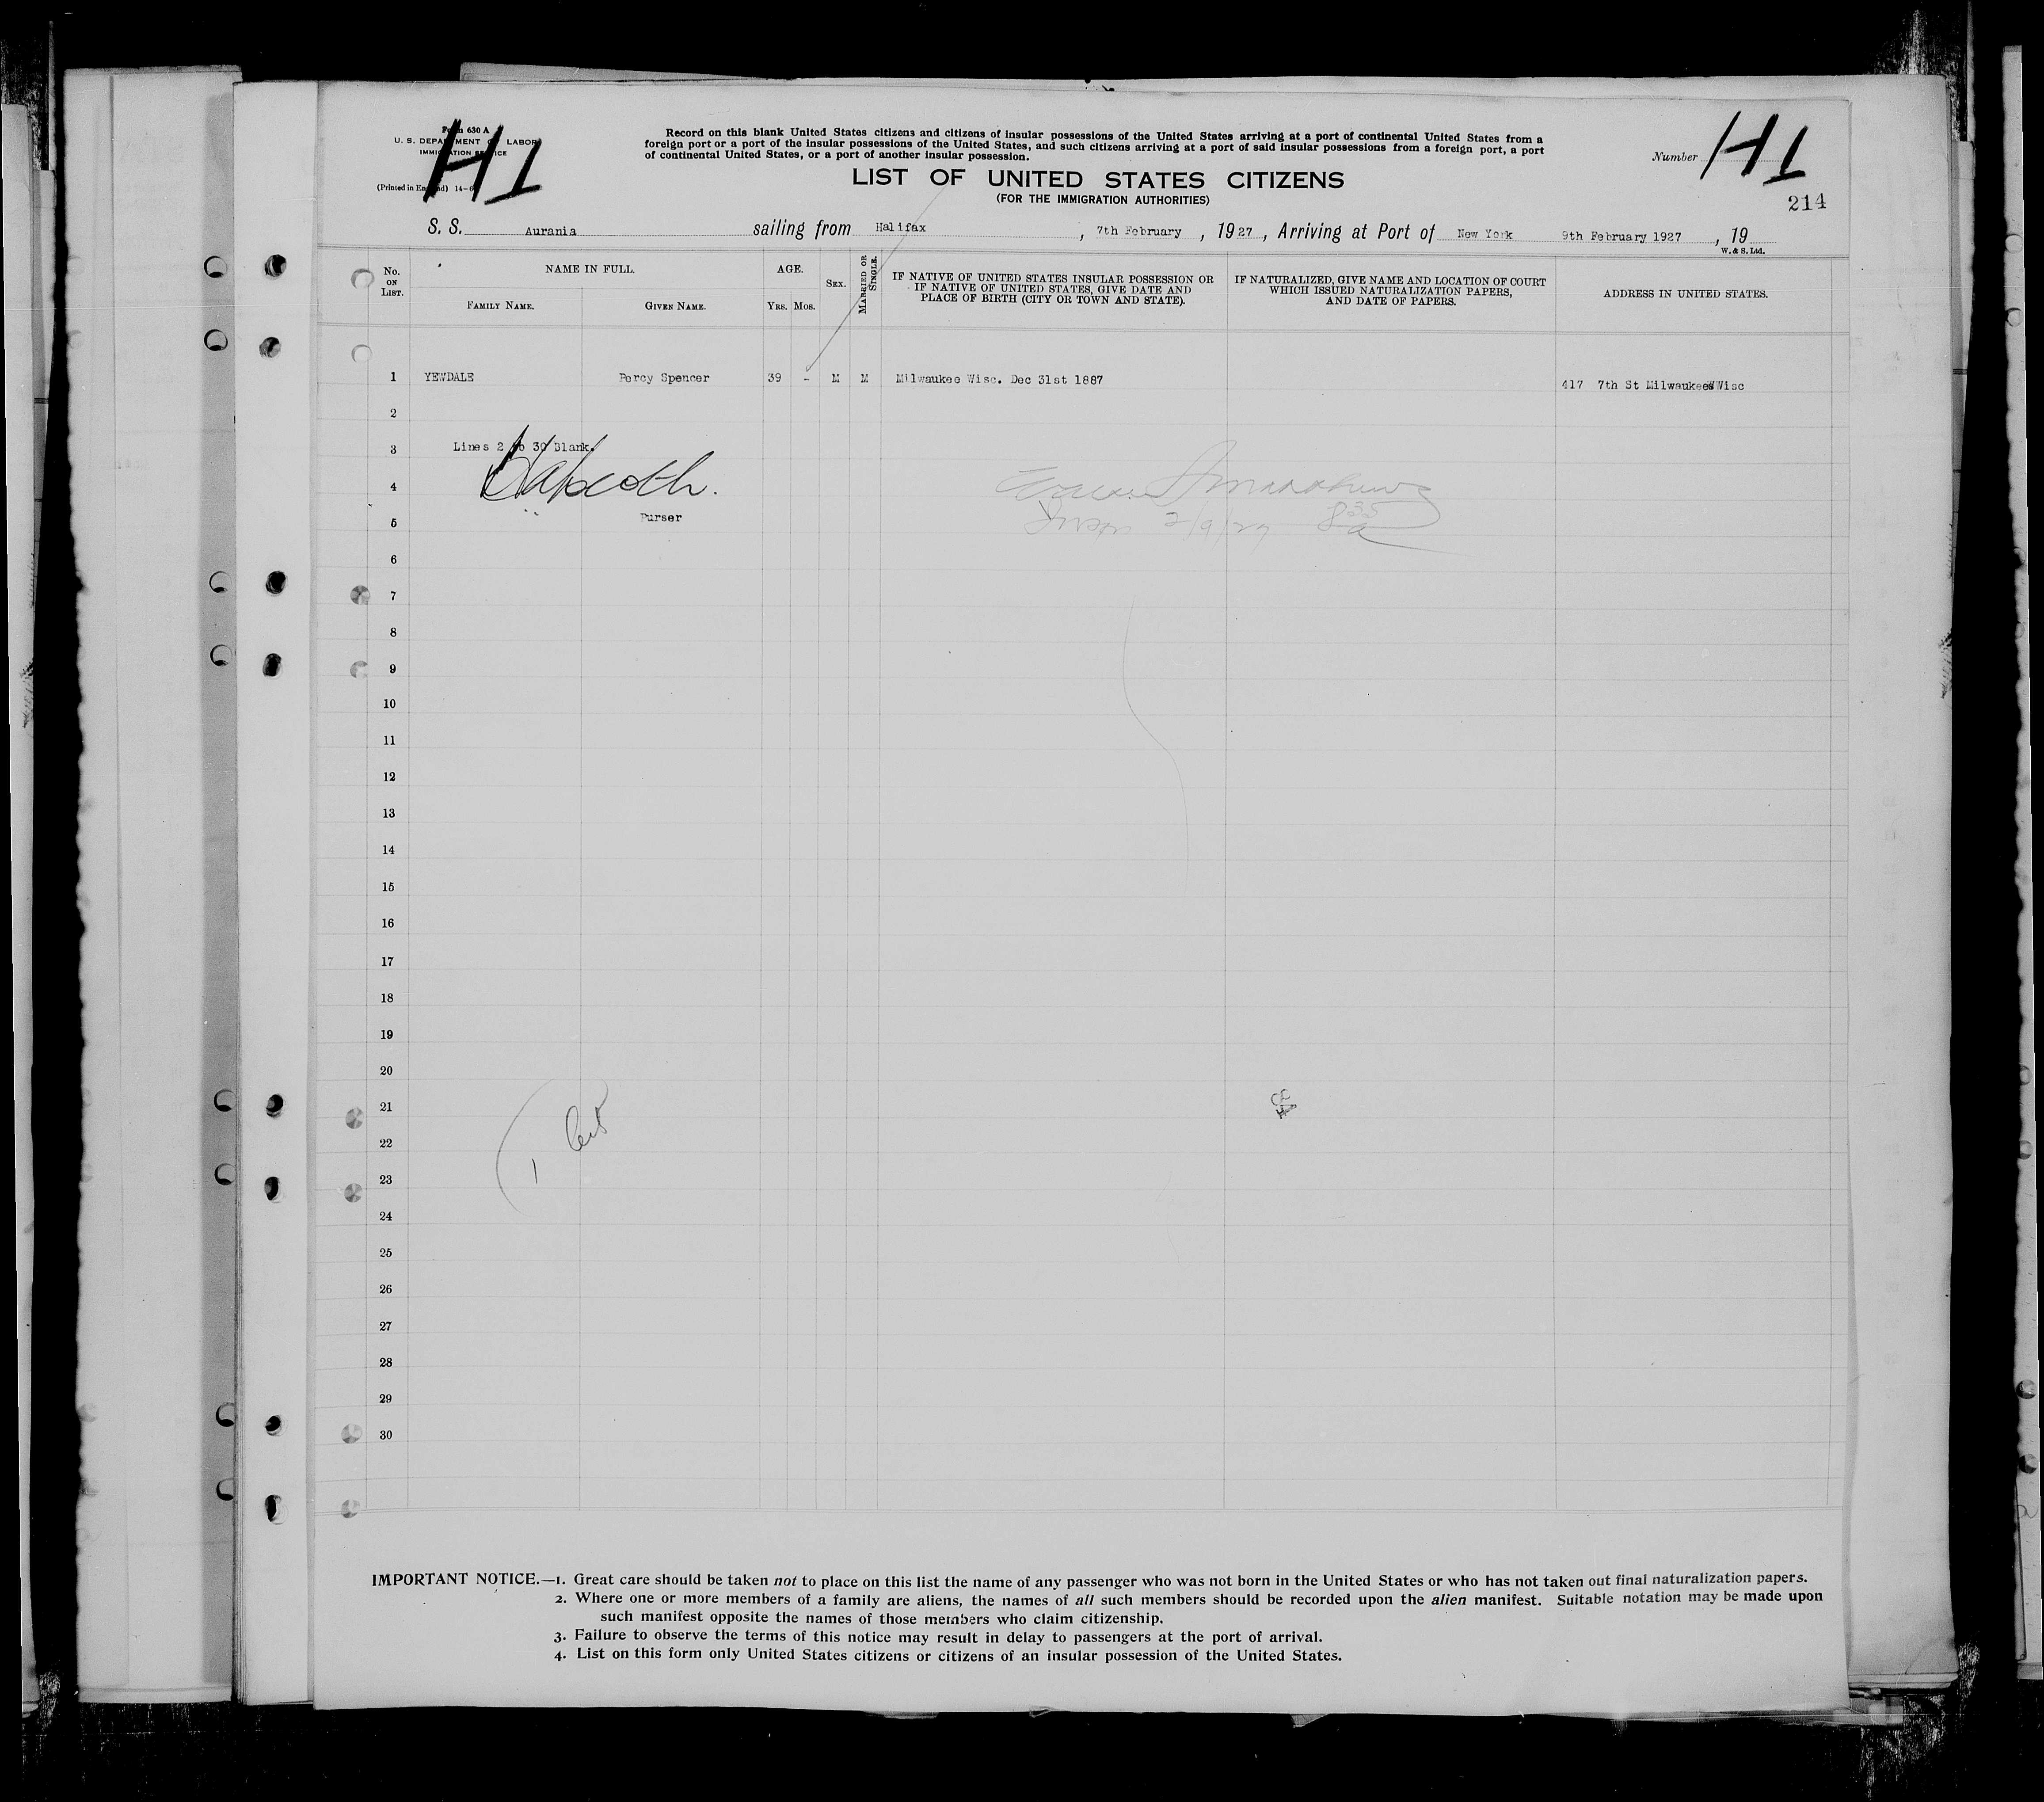 Form 630 A
U. S. DEPARTMENT OF LABOR
IMMIGRATION SERVICE
(Printed in England) 14-6
H1
Record on this blank United States citizens and citizens of insular possessions of the United States arriving at a port of continental United States from a
foreign port or a port of the insular possessions of the United States, and such citizens arriving at a port of said insular possessions from a foreign port, a port
of continental United States, or a port of another insular possession.
Number H1
214
LIST OF UNITED STATES CITIZENS
(FOR THE IMMIGRATION AUTHORITIES)
S. S. Aurania sailing from Halifax, 7th February, 1927, Arriving at Port of New York 9th February 1927, 19
W. & S. Ltd.
No. ON LIST.
NAME IN FULL.
FAMILY NAME.
GIVEN NAME.
AGE.
YRS. MOS.
SEX.
MARRIED OR SINGLE.
IF NATIVE OF UNITED STATES INSULAR POSSESSION OR
IF NATIVE OF UNITED STATES, GIVE DATE AND
PLACE OF BIRTH (CITY OR TOWN AND STATE).
IF NATURALIZED, GIVE NAME AND LOCATION OF COURT
WHICH ISSUED NATURALIZATION PAPERS,
AND DATE OF PAPERS.
ADDRESS IN UNITED STATES.
1 YEWDALE Percy Spencer 39 - M M Milwaukee Wisc. Dec 31st 1887 417 7th St Milwaukee Wisc
2
3 Lines 2 to 30 Blank.
4
5 Purser
2/9/27
6
7
8
9
10
11
12
13
14
15
16
17
18
19
20
21
22
23
24
25
26
27
28
29
30
IMPORTANT NOTICE.—1. Great care should be taken not to place on this list the name of any passenger who was not born in the United States or who has not taken out final naturalization papers.
2. Where one or more members of a family are aliens, the names of all such members should be recorded upon the alien manifest. Suitable notation may be made upon
such manifest opposite the names of those members who claim citizenship.
3. Failure to observe the terms of this notice may result in delay to passengers at the port of arrival.
4. List on this form only United States citizens or citizens of an insular possession of the United States.